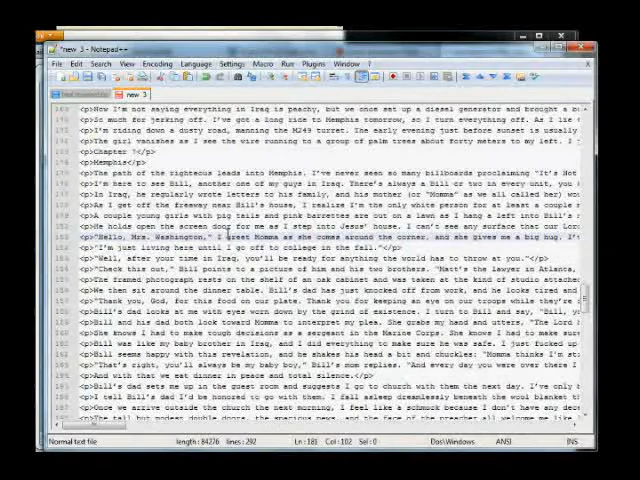 *new 3 - Notepad++
File Edit Search View Encoding Language Settings Macro Run Plugins Window ?
new 3
<p>Now I'm not saying everything in Iraq is peachy, but we once set up a diesel generator and brought a
<p>So much for jerking off. I've got a long ride to Memphis tomorrow, so I turn everything off. As I lie
<p>I'm riding down a dusty road, manning the M249 turret. The early evening just before sunset is usually
<p>The girl vanishes as I see the wire running to a group of palm trees about forty meters to my left. I
<p>Chapter 7</p>
<p>Memphis</p>
<p>The path of the righteous leads into Memphis. I've never seen so many billboards proclaiming "It's Not
<p>I'm here to see Bill, another one of my guys in Iraq. There's always a Bill or two in every unit, you
<p>In Iraq, he regularly wrote letters to his family, and his mother (or "Momma" as we all called her)
<p>As I get off the freeway near Bill's house, I realize I'm the only white person for at least a couple
<p>A couple young girls with pig tails and pink barrettes are out on a lawn as I hang a left into Bill's
<p>He holds open the screen door for me as I step into Jesus' house. I can't see any surface that our Lord
<p>"Hello, Mrs. Washington," I greet Momma as she comes around the corner, and she gives me a big hug.
<p>"I'm just living here until I go off to college in the fall."</p>
<p>"Well, after your time in Iraq, you'll be ready for anything the world has to throw at you."</p>
<p>"Check this out," Bill points to a picture of him and his two brothers. "Matt's the lawyer in Atlanta,
<p>The framed photograph rests on the shelf of an oak cabinet and was taken at the kind of studio
<p>We then sit around the dinner table. Bill's dad has just knocked off from work, and he looks tired and
<p>"Thank you, God, for this food on our plate. Thank you for keeping an eye on our troops while they're
<p>Bill's dad looks at me with eyes worn down by the grind of existence. I turn to Bill and say, "Bill,
<p>Bill and his dad both look toward Momma to interpret my plea. She grabs my hand and utters, "The Lord
<p>She knows I had to make tough decisions as a sergeant in the Marine Corps. She knows I had to make
<p>Bill was like my baby brother in Iraq, and I did everything to make sure he was safe. I just fucked up
<p>Bill seems happy with this revelation, and he shakes his head a bit and chuckles: "Momma thinks I'm
<p>"That's right, you'll always be my baby boy," Bill's mom replies. "And every day you were over there I
<p>And with that we eat dinner in peace and total silence.</p>
<p>Bill's dad sets me up in the guest room and suggests I go to church with them the next day. I've only
<p>I tell Bill's dad I'd be honored to go with them. I fall asleep dreamlessly beneath the wool blanket
<p>Once we arrive outside the church the next morning, I feel like a schmuck because I don't have any
<p>The tall but modest double doors, the spacious pews, and the face of the preacher all welcome me like
Normal text file length: 84276 lines: 292 Ln: 181 Col: 102 Sel: 0 Dos\Windows ANSI INS